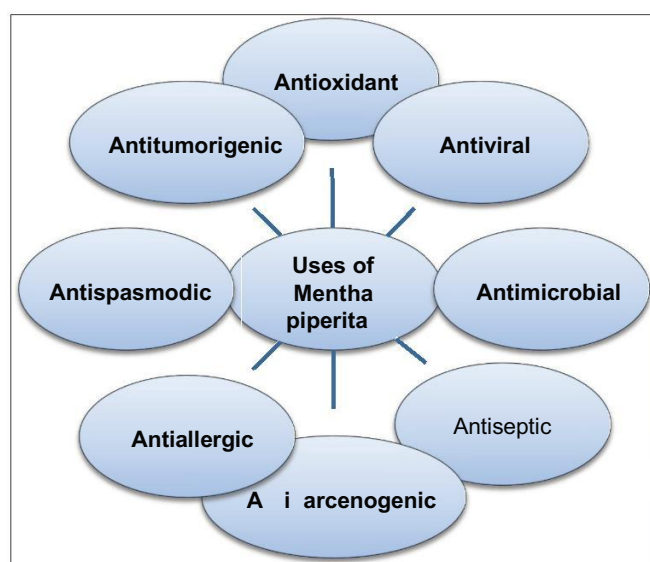 Antioxidant
Antitumorigenic
Antiviral
Antispasmodic
Uses of
Mentha
piperita
Antimicrobial
Antiallergic
Antiseptic
A i arcenogenic